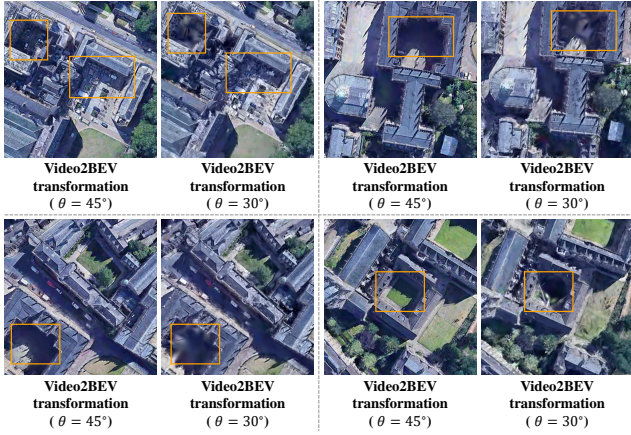 Video2BEV
transformation
( θ = 45°)
Video2BEV
transformation
( θ = 30°)
Video2BEV
transformation
( θ = 45°)
Video2BEV
transformation
( θ = 30°)
Video2BEV
transformation
( θ = 45°)
Video2BEV
transformation
( θ = 30°)
Video2BEV
transformation
( θ = 45°)
Video2BEV
transformation
( θ = 30°)